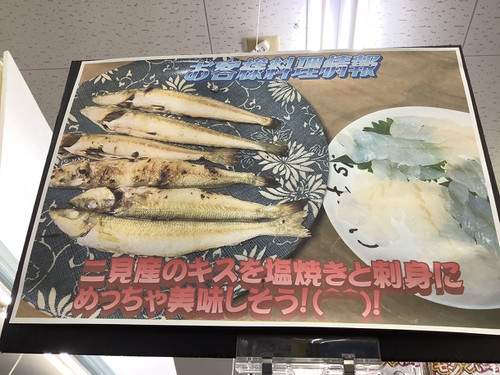 お客様料理情報
二見産のキスを塩焼きと刺身に
めっちゃ美味しそう!(⌒⌒)!